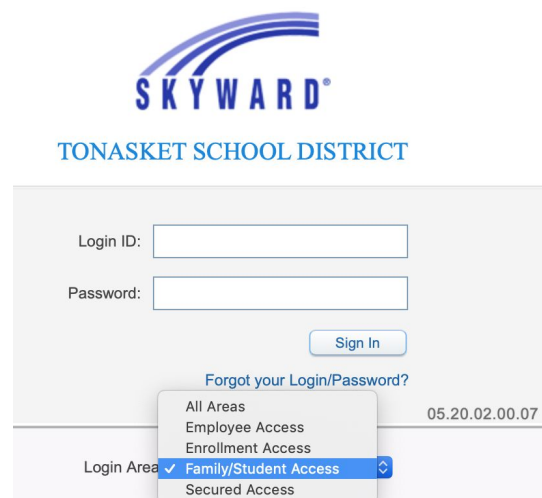 SKYWARD®
TONASKET SCHOOL DISTRICT
Login ID:
Password:
Sign In
Forgot your Login/Password?
05.20.02.00.07
Login Area
All Areas
Employee Access
Enrollment Access
✓ Family/Student Access
Secured Access